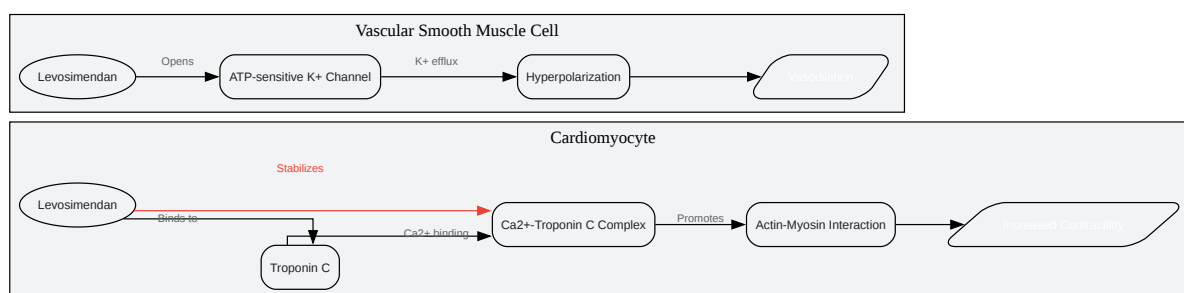 Vascular Smooth Muscle Cell
Levosimendan
Opens
ATP-sensitive K+ Channel
K+ efflux
Hyperpolarization
Vasodilation
Cardiomyocyte
Stabilizes
Levosimendan
Binds to
Troponin C
Ca2+ binding
Ca2+-Troponin C Complex
Promotes
Actin-Myosin Interaction
Increased Contractility